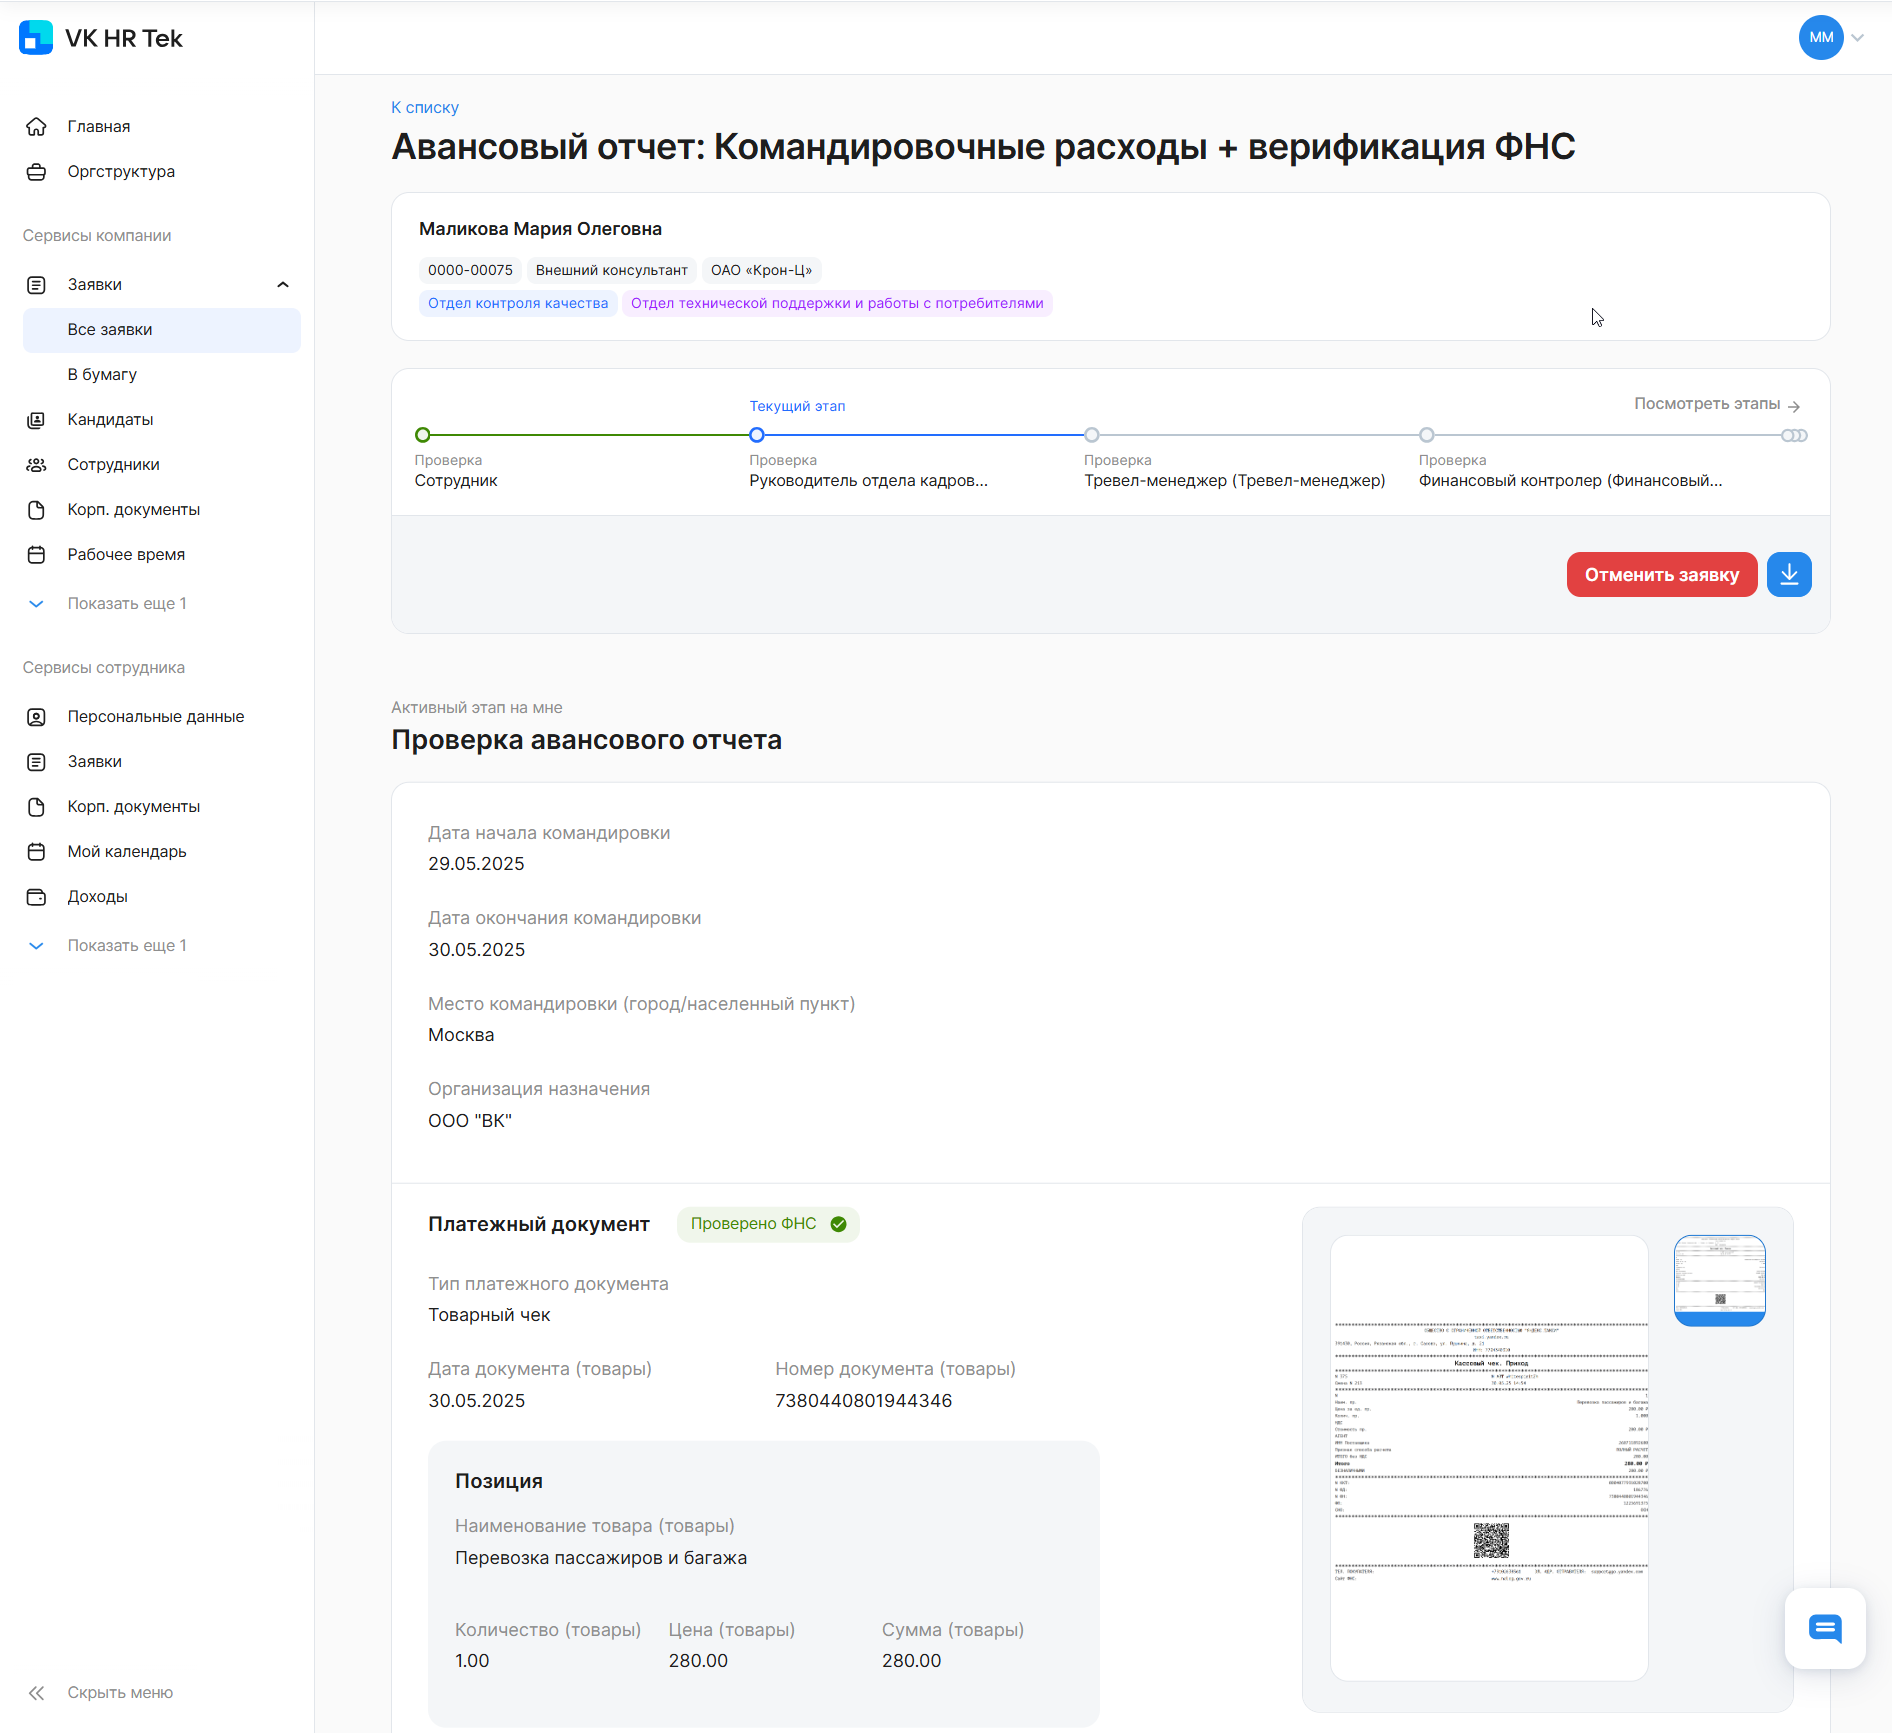 VK HR Tek
ММ
Главная
Оргструктура
Сервисы компании
Заявки
Все заявки
В бумагу
Кандидаты
Сотрудники
Корп. документы
Рабочее время
Показать еще 1
Сервисы сотрудника
Персональные данные
Заявки
Корп. документы
Мой календарь
Доходы
Показать еще 1
Скрыть меню
К списку
Авансовый отчет: Командировочные расходы + верификация ФНС
Маликова Мария Олеговна
0000-00075 Внешний консультант ОАО «Крон-Ц»
Отдел контроля качества Отдел технической поддержки и работы с потребителями
Текущий этап
Посмотреть этапы
Проверка
Сотрудник
Проверка
Руководитель отдела кадров...
Проверка
Тревел-менеджер (Тревел-менеджер)
Проверка
Финансовый контролер (Финансовый...
Отменить заявку
Активный этап на мне
Проверка авансового отчета
Дата начала командировки
29.05.2025
Дата окончания командировки
30.05.2025
Место командировки (город/населенный пункт)
Москва
Организация назначения
ООО "ВК"
Платежный документ Проверено ФНС
Тип платежного документа
Товарный чек
Дата документа (товары) Номер документа (товары)
30.05.2025 7380440801944346
Позиция
Наименование товара (товары)
Перевозка пассажиров и багажа
Количество (товары) Цена (товары) Сумма (товары)
1.00 280.00 280.00
Кассовый чек. Приход
Итого 280.00 ₽